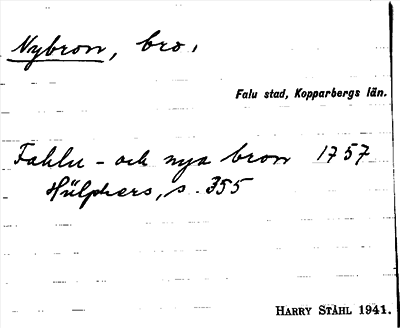 Nybron, bro,
Falu stad, Kopparbergs län.
Fahlu - och nya bron 1757
Hülphers, s. 355
HARRY STÅHL 1941.